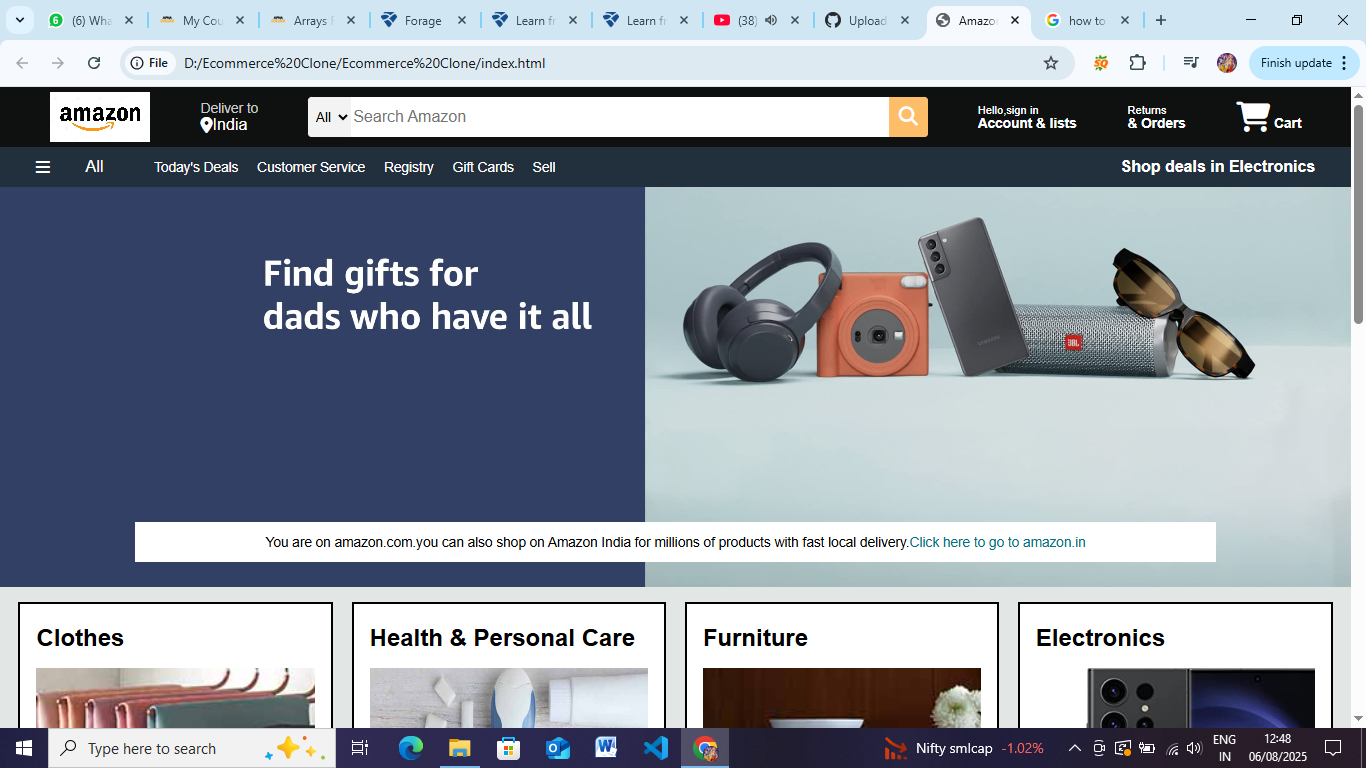 (6) Wha
My Cou
Arrays
Forage
Learn fr
Learn fr
(38)
Upload
Amazo
how to
File
D:/Ecommerce%20Clone/Ecommerce%20Clone/index.html
SQ
Finish update
amazon
Deliver to
India
All
Search Amazon
Hello,sign in
Account & lists
Returns
& Orders
Cart
All
Today's Deals
Customer Service
Registry
Gift Cards
Sell
Shop deals in Electronics
Find gifts for
dads who have it all
SAMSUNG
JBL
You are on amazon.com.you can also shop on Amazon India for millions of products with fast local delivery.Click here to go to amazon.in
Clothes
Health & Personal Care
Furniture
Electronics
Type here to search
Nifty smlcap -1.02%
ENG
IN
12:48
06/08/2025